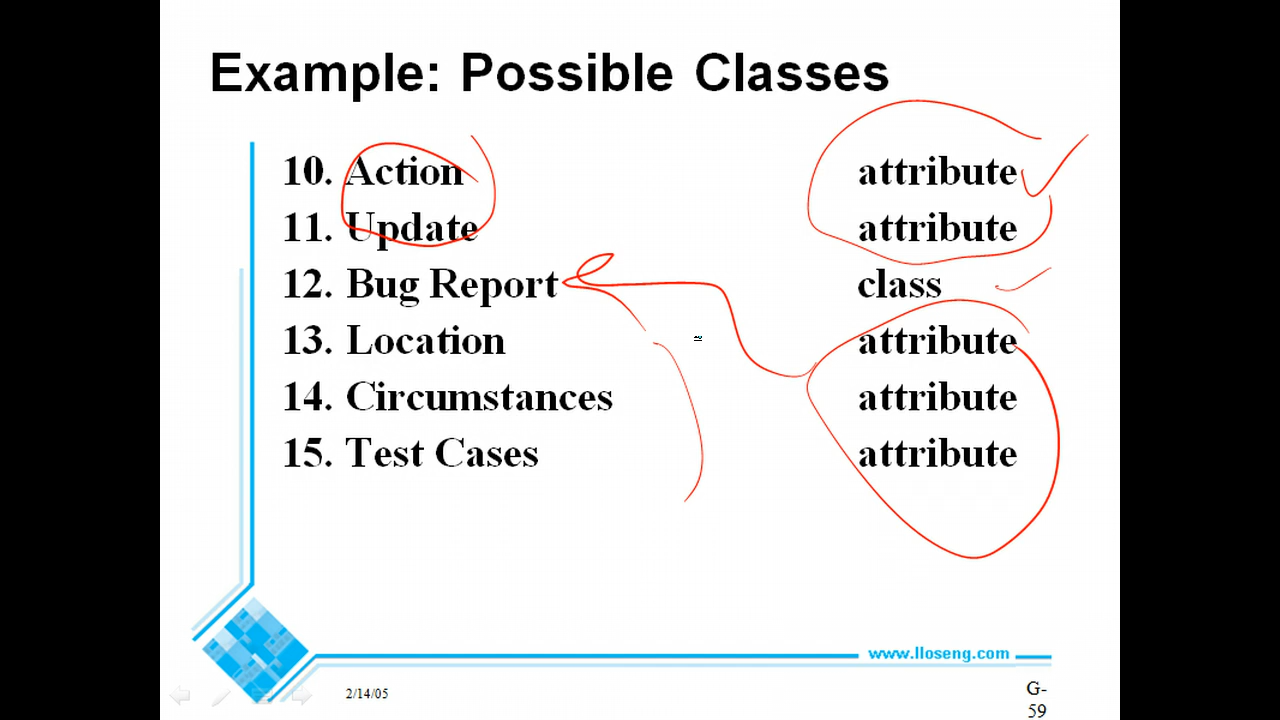 Example: Possible Classes
10. Action attribute
11. Update attribute
12. Bug Report class
13. Location attribute
14. Circumstances attribute
15. Test Cases attribute
www.lloseng.com
2/14/05
G-
59